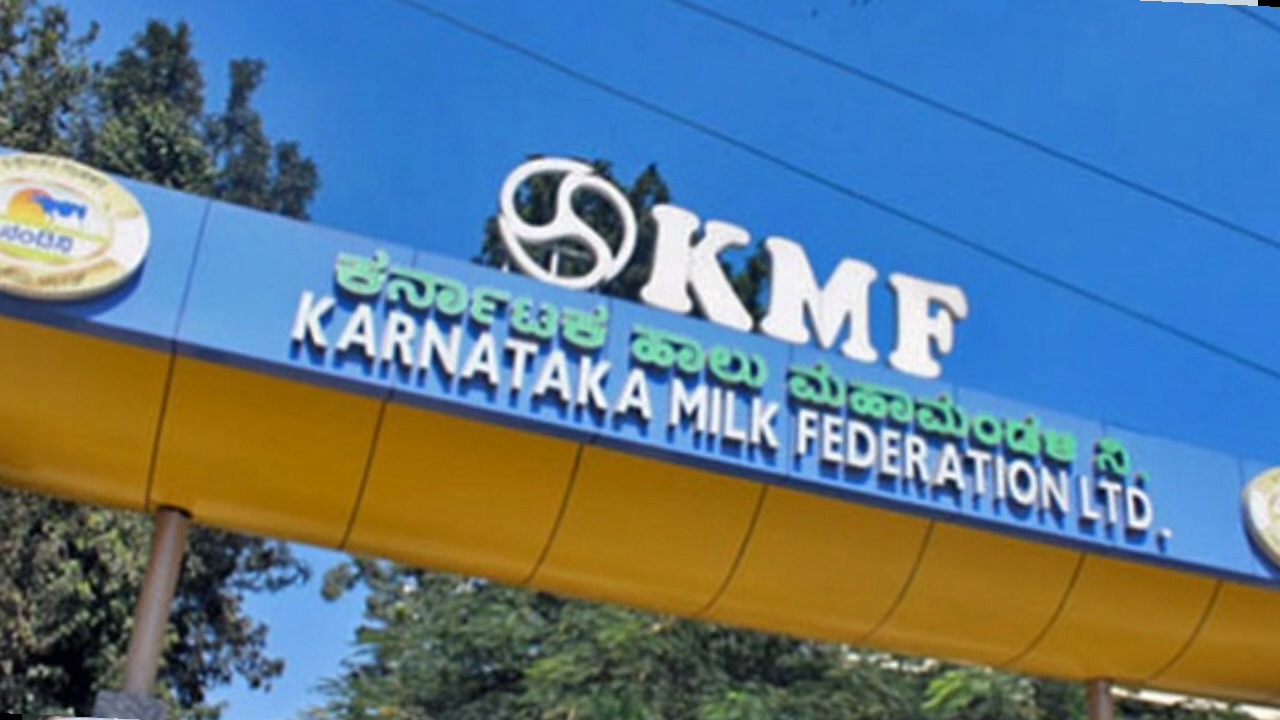 KMF
ಕರ್ನಾಟಕ ಹಾಲು ಮಹಾಮಂಡಳಿ ನಿ.
KARNATAKA MILK FEDERATION LTD.
ನಂದಿನಿ